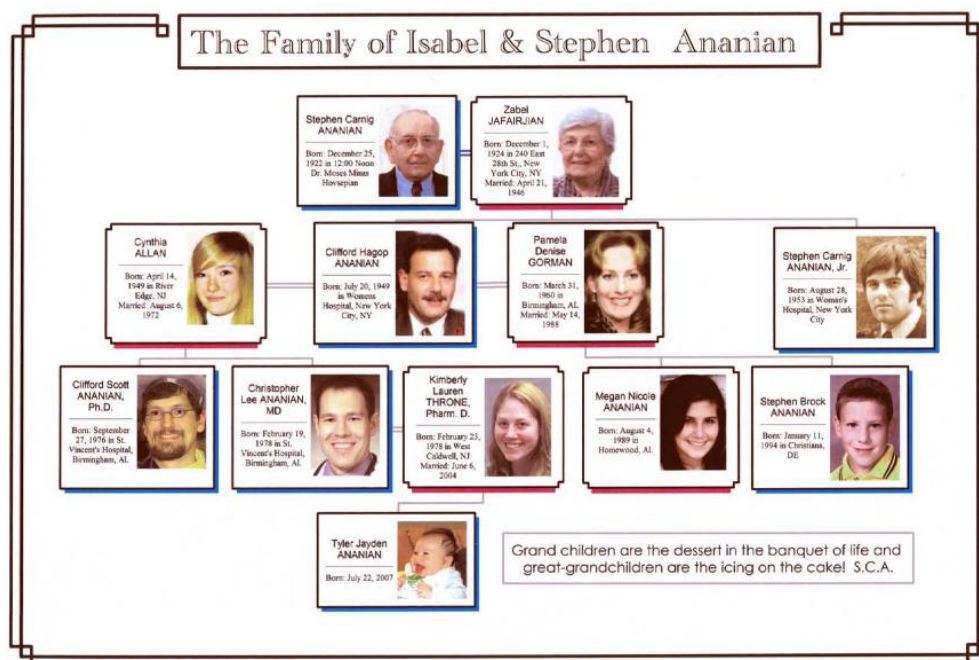 The Family of Isabel & Stephen Ananian
Stephen Carnig
ANANIAN
Born: December 25,
1922 in 12:00 Noon
Dr. Moses Minas
Hovsepian
Zabel
JAFAIRJIAN
Born: December 1,
1924 in 240 East
28th St., New
York City, NY
Married: April 21,
1946
Cynthia
ALLAN
Born: April 14,
1949 in River
Edge, NJ
Married: August 6,
1972
Clifford Hagop
ANANIAN
Born: July 20, 1949
in Womens
Hospital, New York
City, NY
Pamela
Denise
GORMAN
Born: March 31,
1960 in
Birmingham, AL
Married: May 14,
1988
Stephen Carnig
ANANIAN, Jr.
Born: August 28,
1953 in Woman's
Hospital, New York
City
Clifford Scott
ANANIAN,
Ph.D.
Born: September
27, 1976 in St.
Vincent's Hospital,
Birmingham, Al.
Christopher
Lee ANANIAN,
MD
Born: February 19,
1978 in St.
Vincent's Hospital,
Birmingham, Al.
Kimberly
Lauren
THRONE,
Pharm. D.
Born: February 23,
1978 in West
Caldwell, NJ
Married: June 6,
2004
Megan Nicole
ANANIAN
Born: August 4,
1989 in
Homewood, Al
Stephen Brock
ANANIAN
Born: January 11,
1994 in Christiana,
DE
Tyler Jayden
ANANIAN
Born: July 22, 2007
Grand children are the dessert in the banquet of life and
great-grandchildren are the icing on the cake! S.C.A.